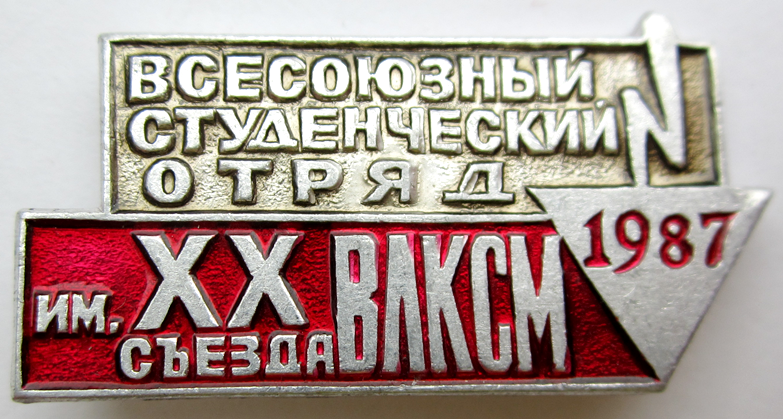 ВСЕСОЮЗНЫЙ
СТУДЕНЧЕСКИЙ
ОТРЯД
1987
ИМ. XX
СЪЕЗДА ВЛКСМ